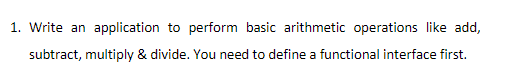 1. Write an application to perform basic arithmetic operations like add,
subtract, multiply & divide. You need to define a functional interface first.